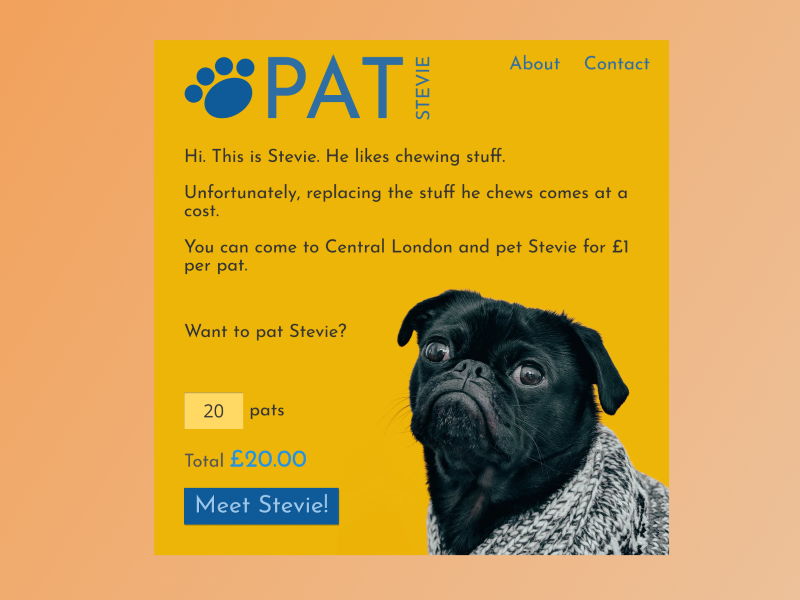 PAT
STEVIE
About Contact
Hi. This is Stevie. He likes chewing stuff.
Unfortunately, replacing the stuff he chews comes at a
cost.
You can come to Central London and pet Stevie for £1
per pat.
Want to pat Stevie?
20 pats
Total £20.00
Meet Stevie!